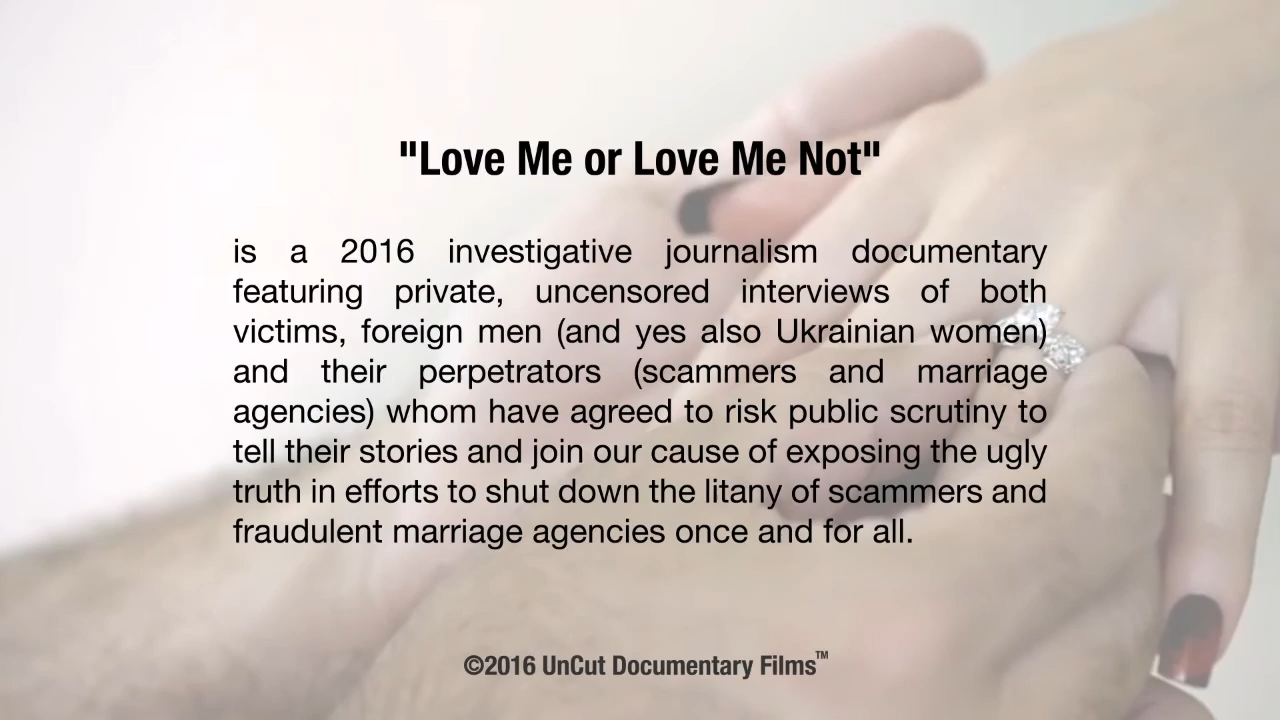 "Love Me or Love Me Not"
is a 2016 investigative journalism documentary
featuring private, uncensored interviews of both
victims, foreign men (and yes also Ukrainian women)
and their perpetrators (scammers and marriage
agencies) whom have agreed to risk public scrutiny to
tell their stories and join our cause of exposing the ugly
truth in efforts to shut down the litany of scammers and
fraudulent marriage agencies once and for all.
©2016 UnCut Documentary Films™